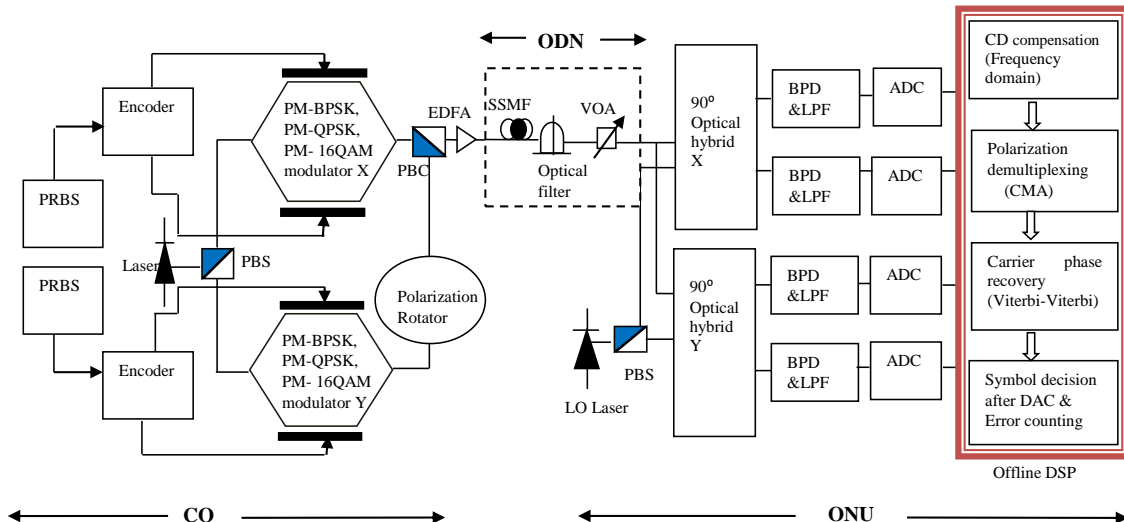 PRBS
Encoder
PM-BPSK,
PM-QPSK,
PM- 16QAM
modulator X
Laser
PBS
PRBS
Encoder
PM-BPSK,
PM-QPSK,
PM- 16QAM
modulator Y
Polarization
Rotator
PBC
EDFA
ODN
SSMF
Optical
filter
VOA
90º
Optical
hybrid
X
90º
Optical
hybrid
Y
LO Laser
PBS
BPD
&LPF
ADC
BPD
&LPF
ADC
BPD
&LPF
ADC
BPD
&LPF
ADC
CD compensation
(Frequency
domain)
Polarization
demultiplexing
(CMA)
Carrier phase
recovery
(Viterbi-Viterbi)
Symbol decision
after DAC &
Error counting
Offline DSP
CO
ONU